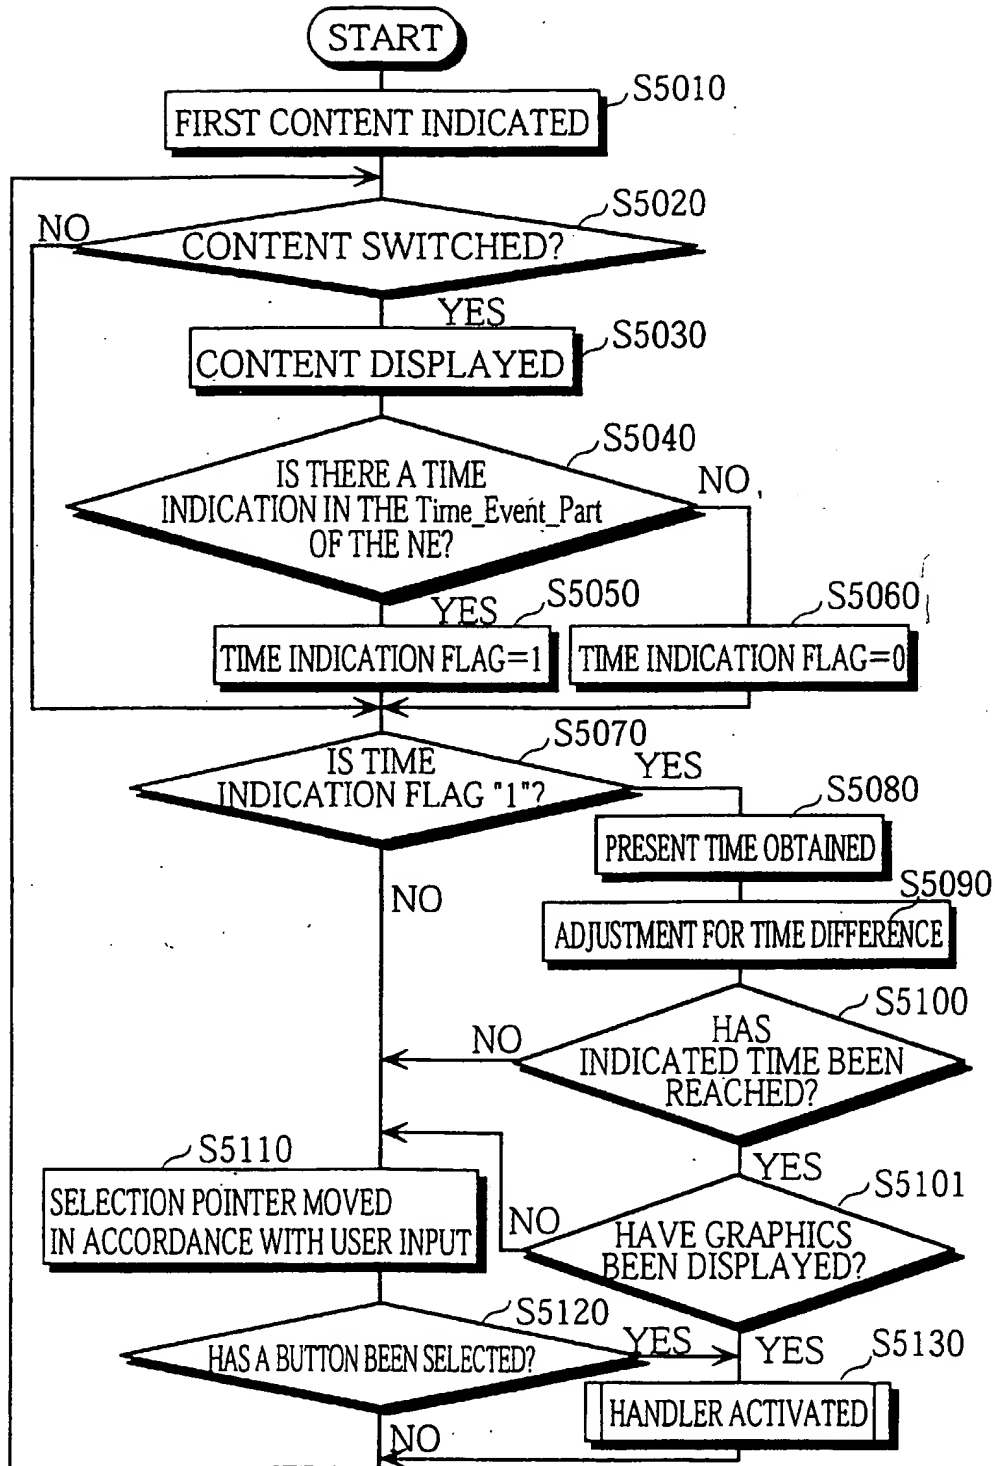 START
S5010
FIRST CONTENT INDICATED
S5020
NO
CONTENT SWITCHED?
YES
S5030
CONTENT DISPLAYED
S5040
IS THERE A TIME
INDICATION IN THE Time_Event_Part
OF THE NE?
NO
YES
S5050
S5060
TIME INDICATION FLAG=1
TIME INDICATION FLAG=0
S5070
IS TIME
INDICATION FLAG "1"?
YES
S5080
PRESENT TIME OBTAINED
NO
S5090
ADJUSTMENT FOR TIME DIFFERENCE
S5100
NO
HAS
INDICATED TIME BEEN
REACHED?
S5110
YES
S5101
SELECTION POINTER MOVED
IN ACCORDANCE WITH USER INPUT
NO
HAVE GRAPHICS
BEEN DISPLAYED?
S5120
HAS A BUTTON BEEN SELECTED?
YES
YES
S5130
HANDLER ACTIVATED
NO